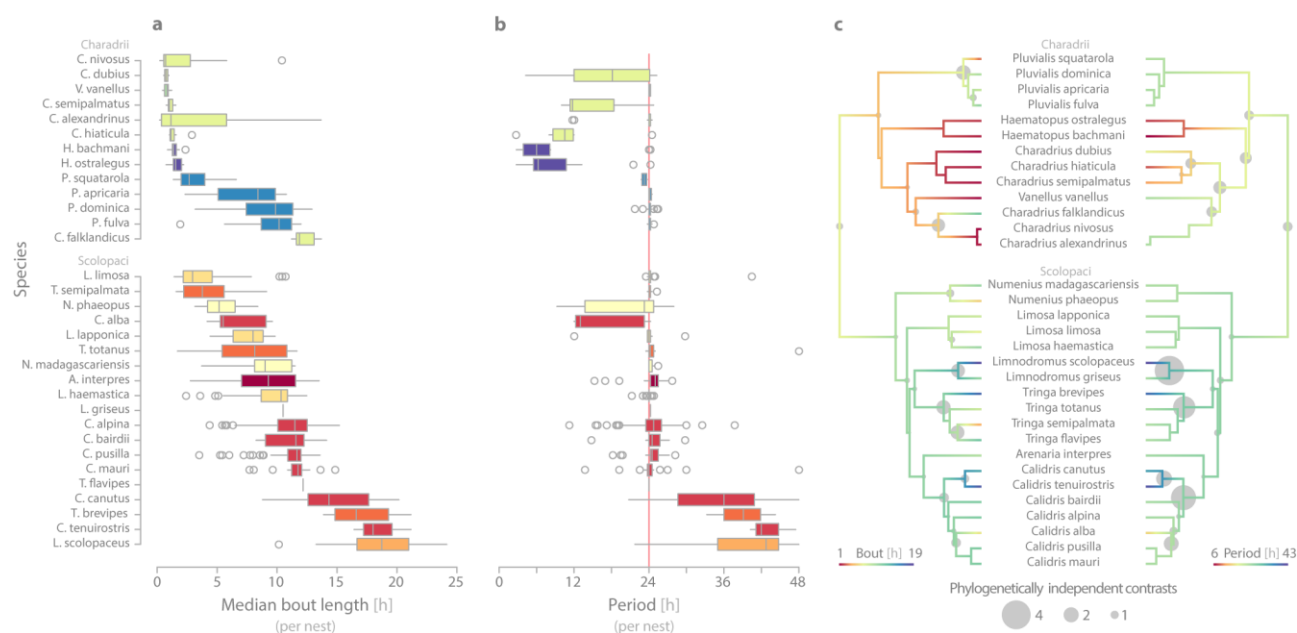 a
b
c
Charadrii
C. nivosus
C. dubius
V. vanellus
C. semipalmatus
C. alexandrinus
C. hiaticula
H. bachmani
H. ostralegus
P. squatarola
P. apricaria
P. dominica
P. fulva
C. falklandicus
Species
Scolopaci
L. limosa
T. semipalmata
N. phaeopus
C. alba
L. lapponica
T. totanus
N. madagascariensis
A. interpres
L. haemastica
L. griseus
C. alpina
C. bairdii
C. pusilla
C. mauri
T. flavipes
C. canutus
T. brevipes
C. tenuirostris
L. scolopaceus
0 5 10 15 20 25
Median bout length [h]
(per nest)
0 12 24 36 48
Period [h]
(per nest)
Charadrii
Pluvialis squatarola
Pluvialis dominica
Pluvialis apricaria
Pluvialis fulva
Haematopus ostralegus
Haematopus bachmani
Charadrius dubius
Charadrius hiaticula
Charadrius semipalmatus
Vanellus vanellus
Charadrius falklandicus
Charadrius nivosus
Charadrius alexandrinus
Scolopaci
Numenius madagascariensis
Numenius phaeopus
Limosa lapponica
Limosa limosa
Limosa haemastica
Limnodromus scolopaceus
Limnodromus griseus
Tringa brevipes
Tringa totanus
Tringa semipalmata
Tringa flavipes
Arenaria interpres
Calidris canutus
Calidris tenuirostris
Calidris bairdii
Calidris alpina
Calidris alba
Calidris pusilla
Calidris mauri
1 Bout [h] 19
6 Period [h] 43
Phylogenetically independent contrasts
4 2 1